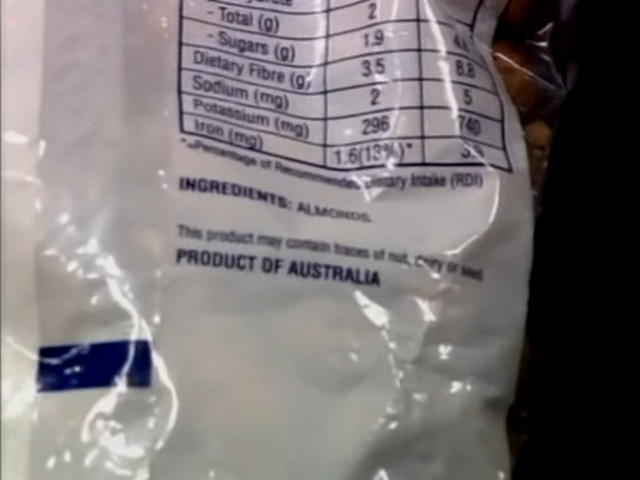 - Total (g) 2
- Sugars (g) 1.9
Dietary Fibre (g) 3.5 8.8
Sodium (mg) 2 5
Potassium (mg) 296 740
Iron (mg) 1.6(13%)*
*=Percentage of Recommended Dietary Intake (RDI)
INGREDIENTS: ALMONDS.
This product may contain traces of nut, dairy or seed
PRODUCT OF AUSTRALIA